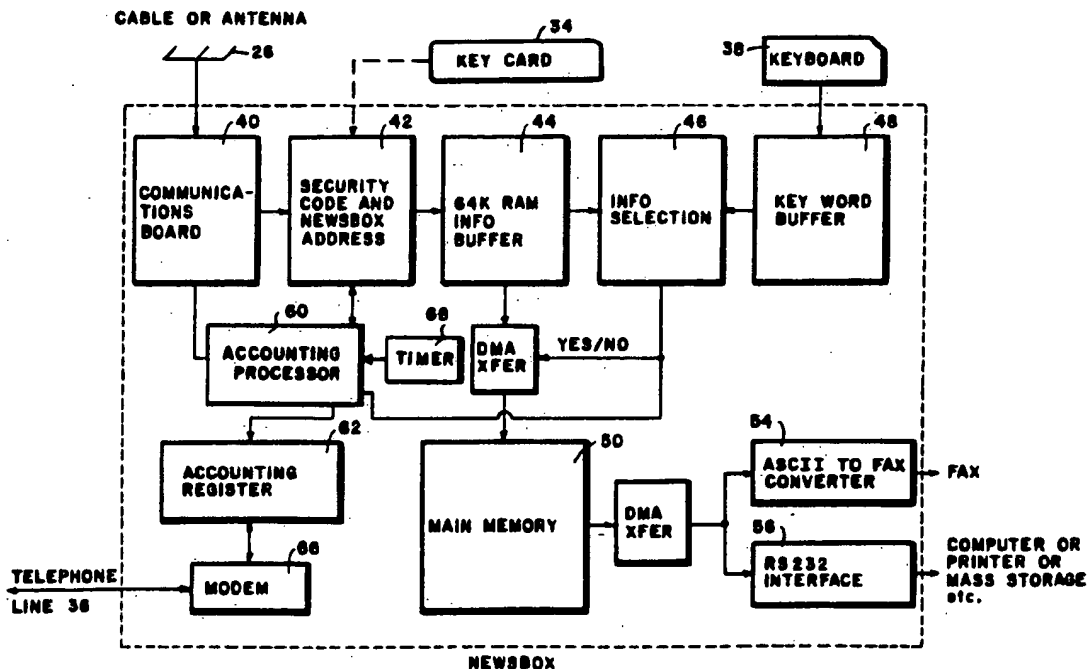 CABLE OR ANTENNA
26
34
KEY CARD
38
KEYBOARD
40
COMMUNICA-
TIONS
BOARD
42
SECURITY
CODE AND
NEWSBOX
ADDRESS
44
64K RAM
INFO
BUFFER
46
INFO
SELECTION
48
KEY WORD
BUFFER
60
ACCOUNTING
PROCESSOR
68
TIMER
DMA
XFER
YES/NO
62
ACCOUNTING
REGISTER
50
MAIN MEMORY
DMA
XFER
54
ASCII TO FAX
CONVERTER
FAX
56
RS232
INTERFACE
COMPUTER OR
PRINTER OR
MASS STORAGE
etc.
66
MODEM
TELEPHONE
LINE 36
NEWSBOX